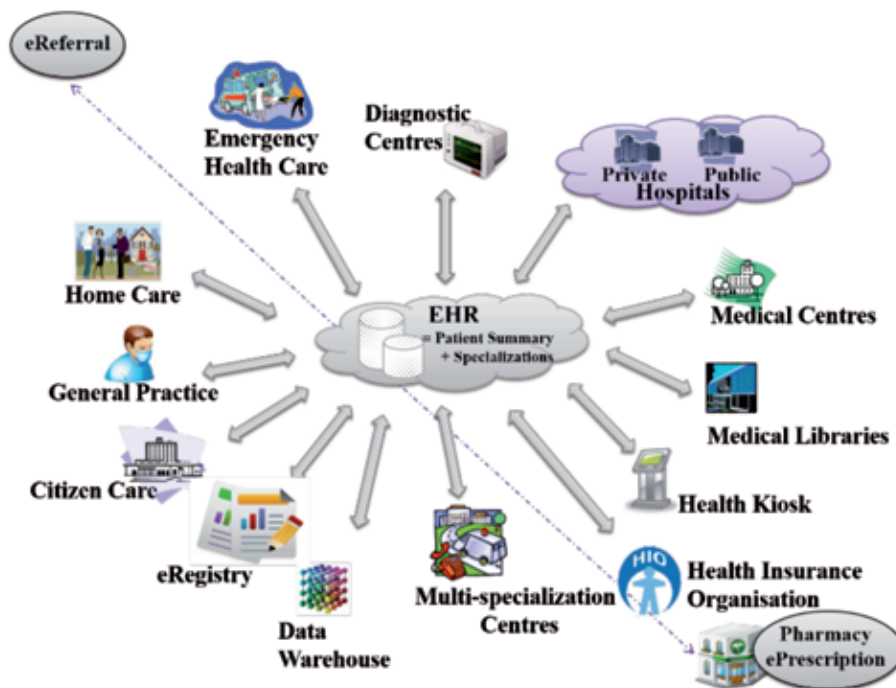 eReferral
Emergency
Health Care
Diagnostic
Centres
Private
Public
Hospitals
Home Care
EHR
= Patient Summary
+ Specializations
Medical Centres
General Practice
Medical Libraries
Citizen Care
Health Kiosk
eRegistry
HIO
Health Insurance
Organisation
Multi-specialization
Centres
Data
Warehouse
Pharmacy
ePrescription